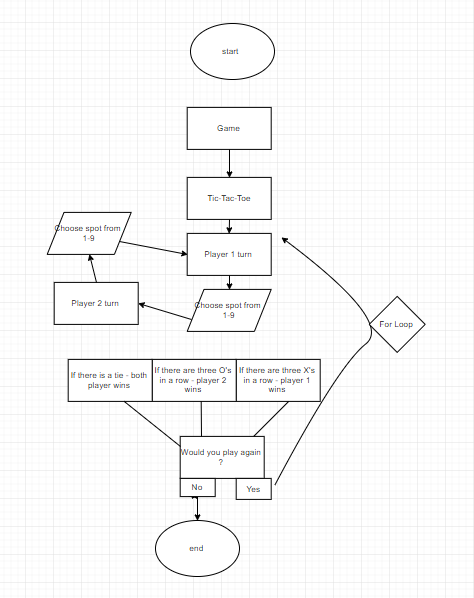 start
Game
Tic-Tac-Toe
Choose spot from
1-9
Player 1 turn
Player 2 turn
Choose spot from
1-9
For Loop
If there is a tie - both
player wins
If there are three O's
in a row - player 2
wins
If there are three X's
in a row - player 1
wins
Would you play again
?
No
Yes
end